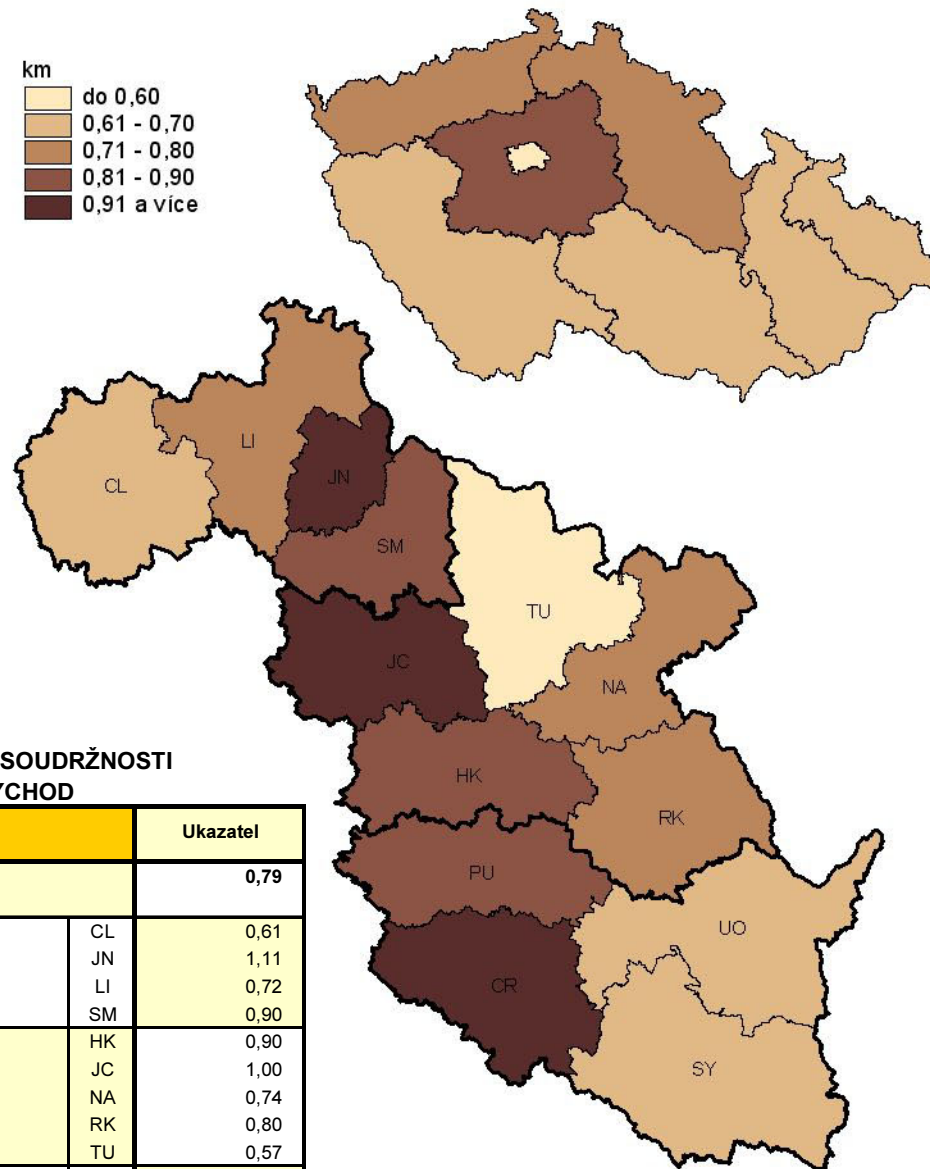 km
do 0,60
0,61 - 0,70
0,71 - 0,80
0,81 - 0,90
0,91 a více
CL
LI
JN
SM
TU
JC
NA
HK
RK
PU
UO
CR
SY
SOUDRŽNOSTI
ÝCHOD
Ukazatel
0,79
CL 0,61
JN 1,11
LI 0,72
SM 0,90
HK 0,90
JC 1,00
NA 0,74
RK 0,80
TU 0,57